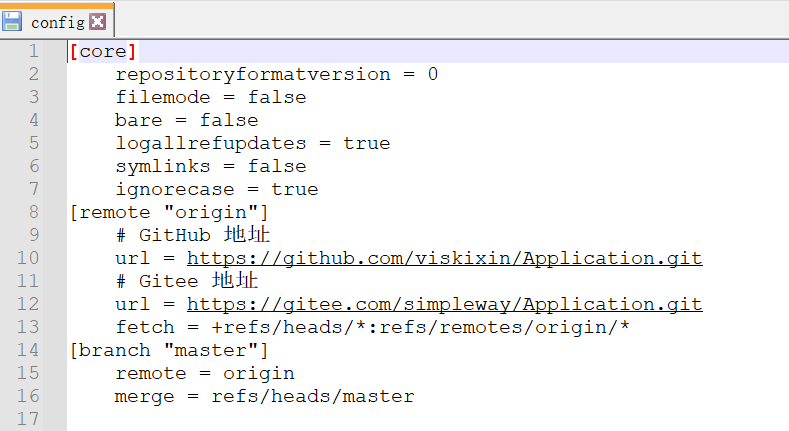 config
1 [core]
2 repositoryformatversion = 0
3 filemode = false
4 bare = false
5 logallrefupdates = true
6 symlinks = false
7 ignorecase = true
8 [remote "origin"]
9 # GitHub 地址
10 url = https://github.com/viskixin/Application.git
11 # Gitee 地址
12 url = https://gitee.com/simpleway/Application.git
13 fetch = +refs/heads/*:refs/remotes/origin/*
14 [branch "master"]
15 remote = origin
16 merge = refs/heads/master
17